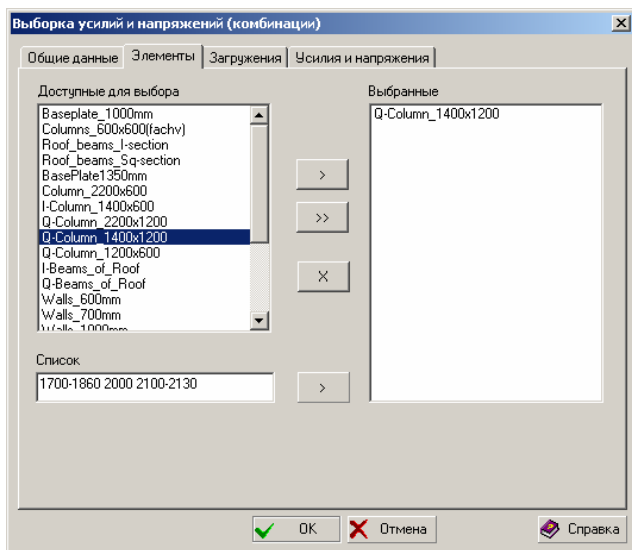 Выборка усилий и напряжений (комбинации)
Общие данные Элементы Загружения Усилия и напряжения
Доступные для выбора Выбранные
Baseplate_1000mm
Columns_600x600(fachv)
Roof_beams_I-section
Roof_beams_Sq-section
BasePlate1350mm
Column_2200x600
I-Column_1400x600
Q-Column_2200x1200
Q-Column_1400x1200
Q-Column_1200x600
I-Beams_of_Roof
Q-Beams_of_Roof
Walls_600mm
Walls_700mm
Walls_1000mm
>
>>
X
Q-Column_1400x1200
Список
1700-1860 2000 2100-2130
>
OK Отмена Справка